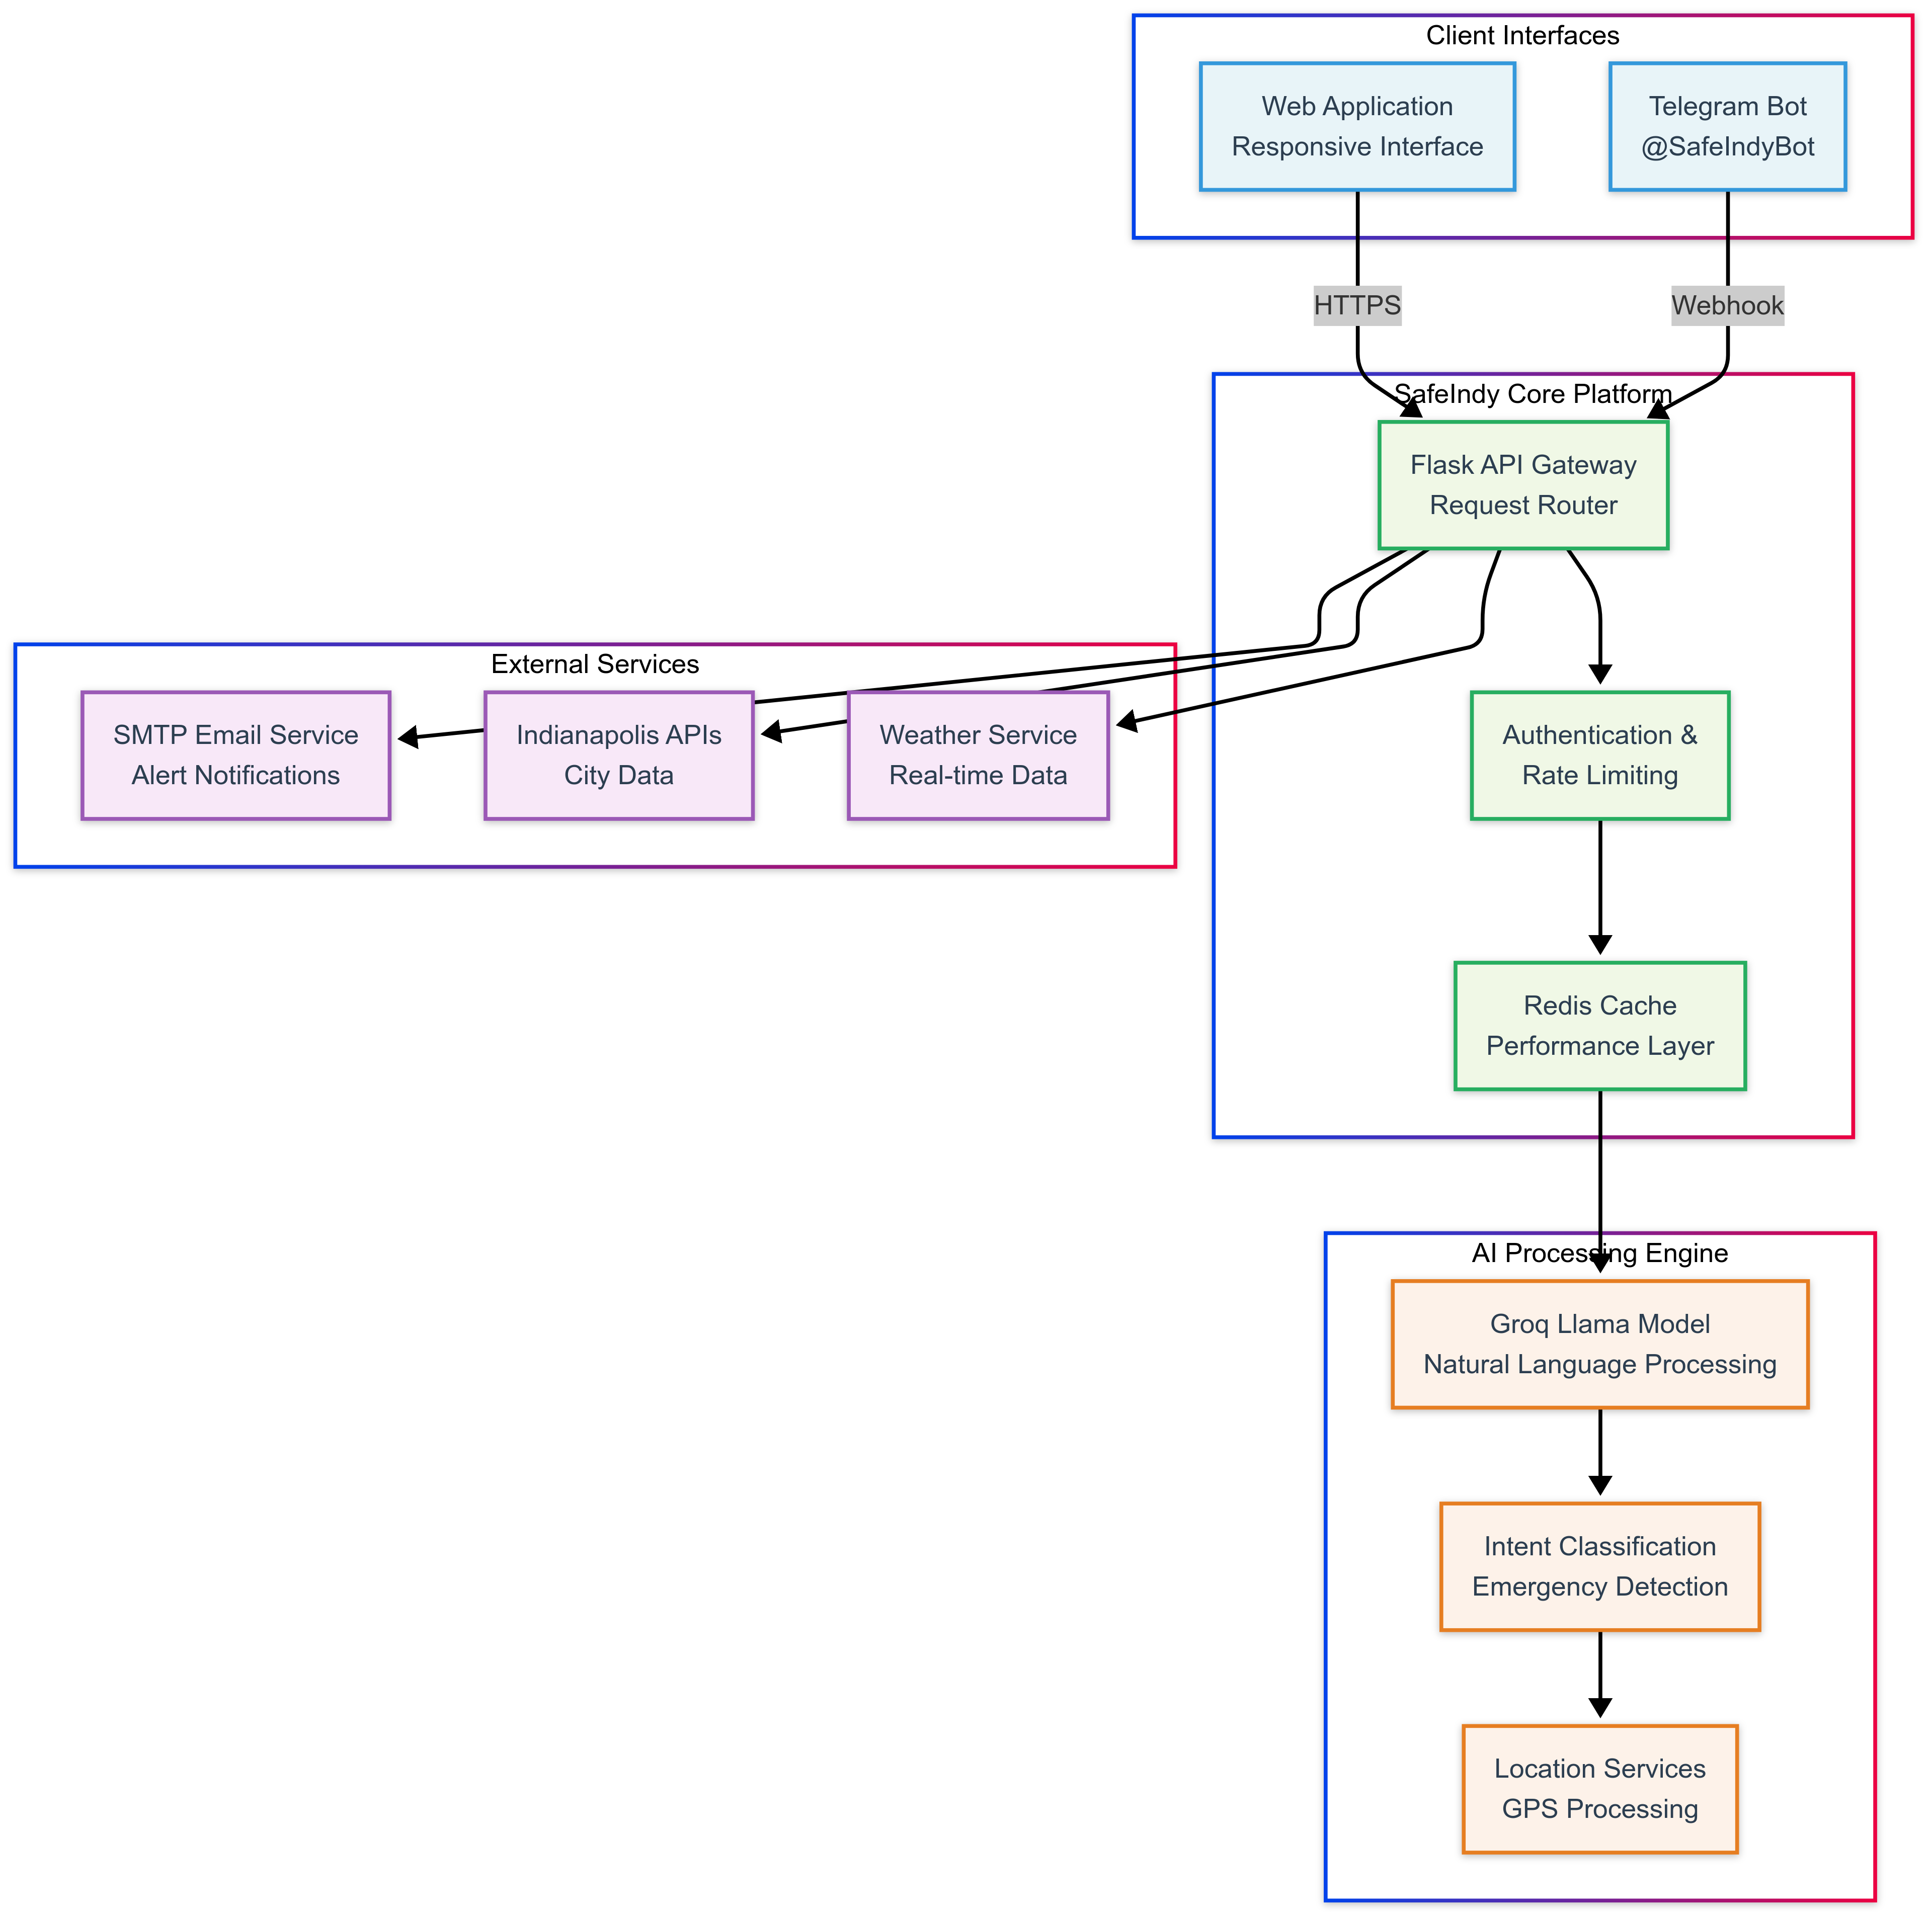 Client Interfaces
Web Application
Responsive Interface
Telegram Bot
@SafeIndyBot
HTTPS
Webhook
SafeIndy Core Platform
Flask API Gateway
Request Router
External Services
SMTP Email Service
Alert Notifications
Indianapolis APIs
City Data
Weather Service
Real-time Data
Authentication &
Rate Limiting
Redis Cache
Performance Layer
AI Processing Engine
Groq Llama Model
Natural Language Processing
Intent Classification
Emergency Detection
Location Services
GPS Processing